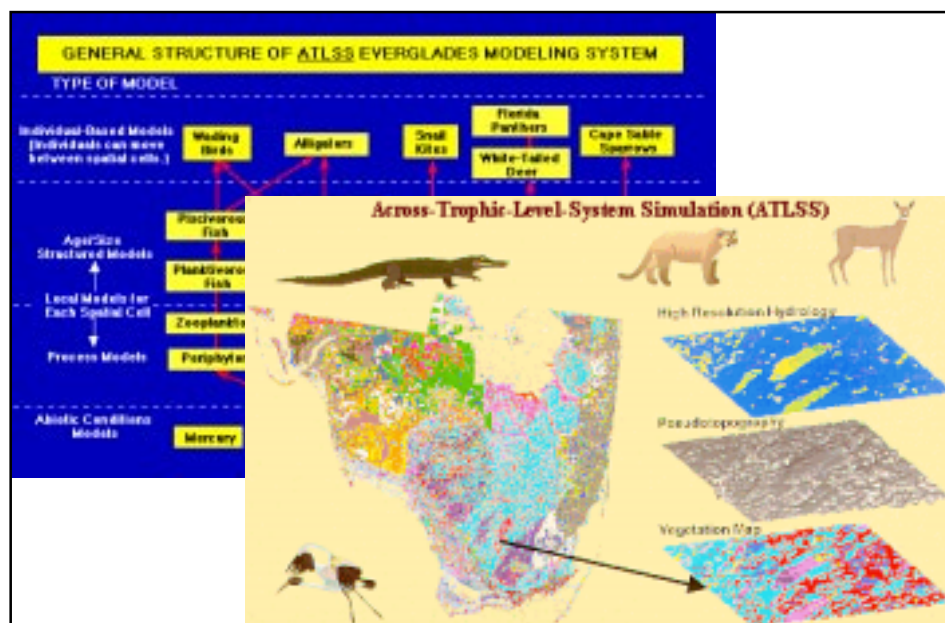 GENERAL STRUCTURE OF ATLSS EVERGLADES MODELING SYSTEM
TYPE OF MODEL
Individual-Based Models
(Individuals can move
between spatial cells.)
Wading
Birds
Alligators
Snail
Kites
Florida
Panthers
White-Tailed
Deer
Cape Sable
Sparrows
Age/Size
Structured Models
Piscivorous
Fish
Planktivorous
Fish
Local Models for
Each Spatial Cell
Process Models
Zooplankton
Periphyton
Abiotic Conditions
Models
Mercury
Across-Trophic-Level-System Simulation (ATLSS)
High Resolution Hydrology
Pseudotopography
Vegetation Map